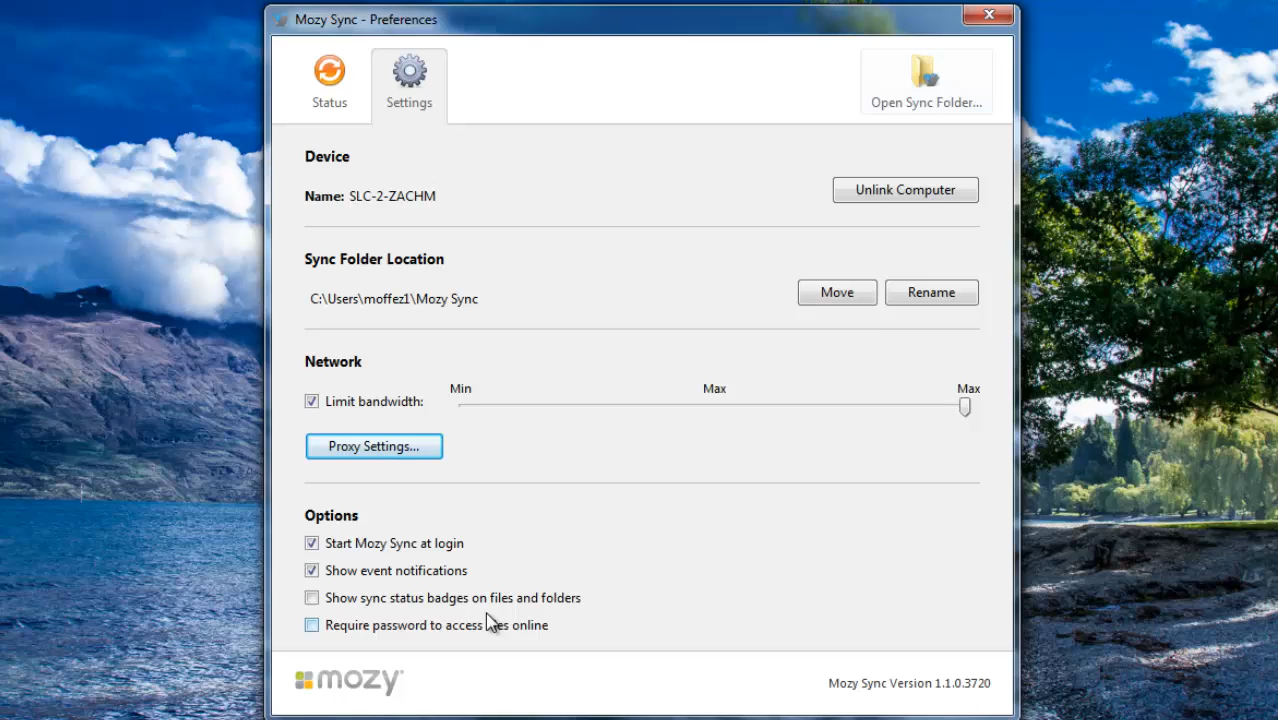 Mozy Sync - Preferences
Status
Settings
Open Sync Folder...
Device
Name: SLC-2-ZACHM
Unlink Computer
Sync Folder Location
C:\Users\moffez1\Mozy Sync
Move
Rename
Network
Min
Max
Max
Limit bandwidth:
Proxy Settings...
Options
Start Mozy Sync at login
Show event notifications
Show sync status badges on files and folders
Require password to access online
mozy
Mozy Sync Version 1.1.0.3720